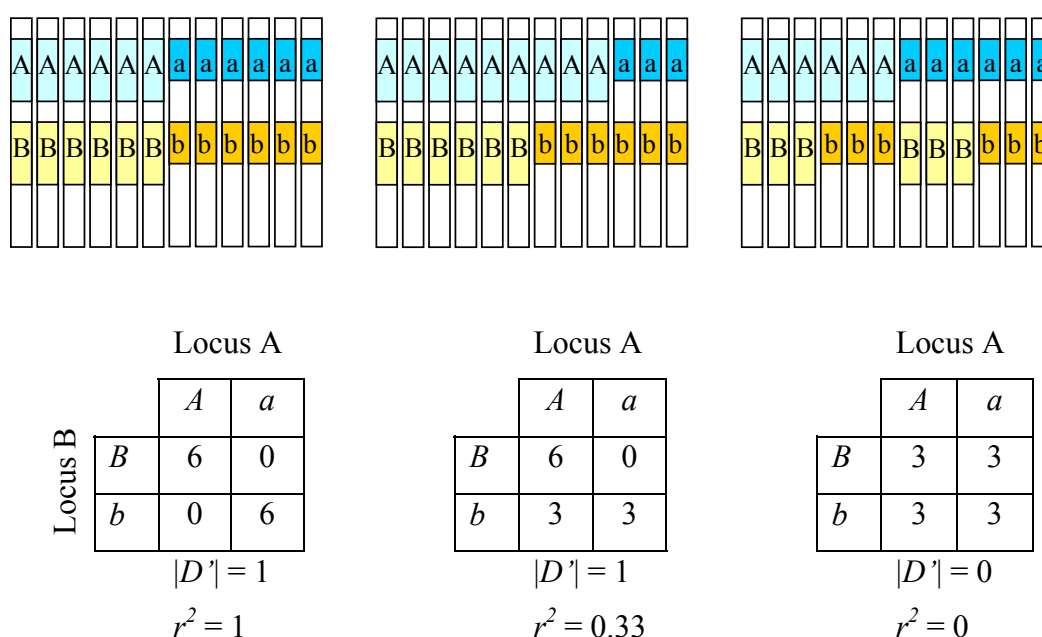 A A A A A A a a a a a a
B B B B B B b b b b b b
A A A A A A A A A a a a
B B B B B B b b b b b b
A A A A A A a a a a a a
B B B b b b B B B b b b
Locus A
A a
Locus B
B 6 0
b 0 6
|D’| = 1
r² = 1
Locus A
A a
B 6 0
b 3 3
|D’| = 1
r² = 0.33
Locus A
A a
B 3 3
b 3 3
|D’| = 0
r² = 0